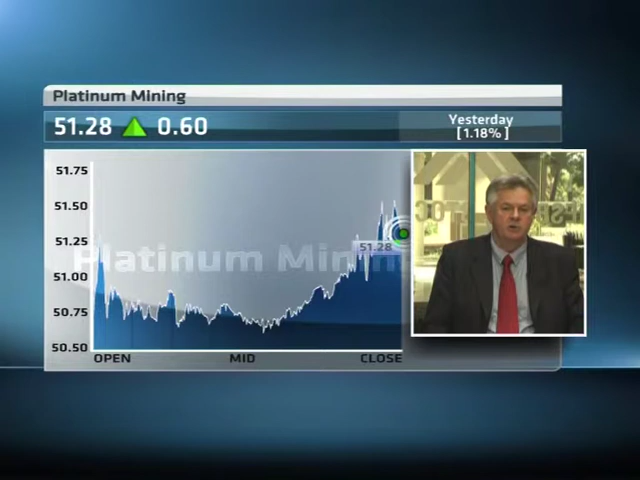 Platinum Mining
51.28 0.60
Yesterday
[1.18%]
51.75
51.50
51.25
51.00
50.75
50.50
Platinum Mining
51.28
OPEN MID CLOSE